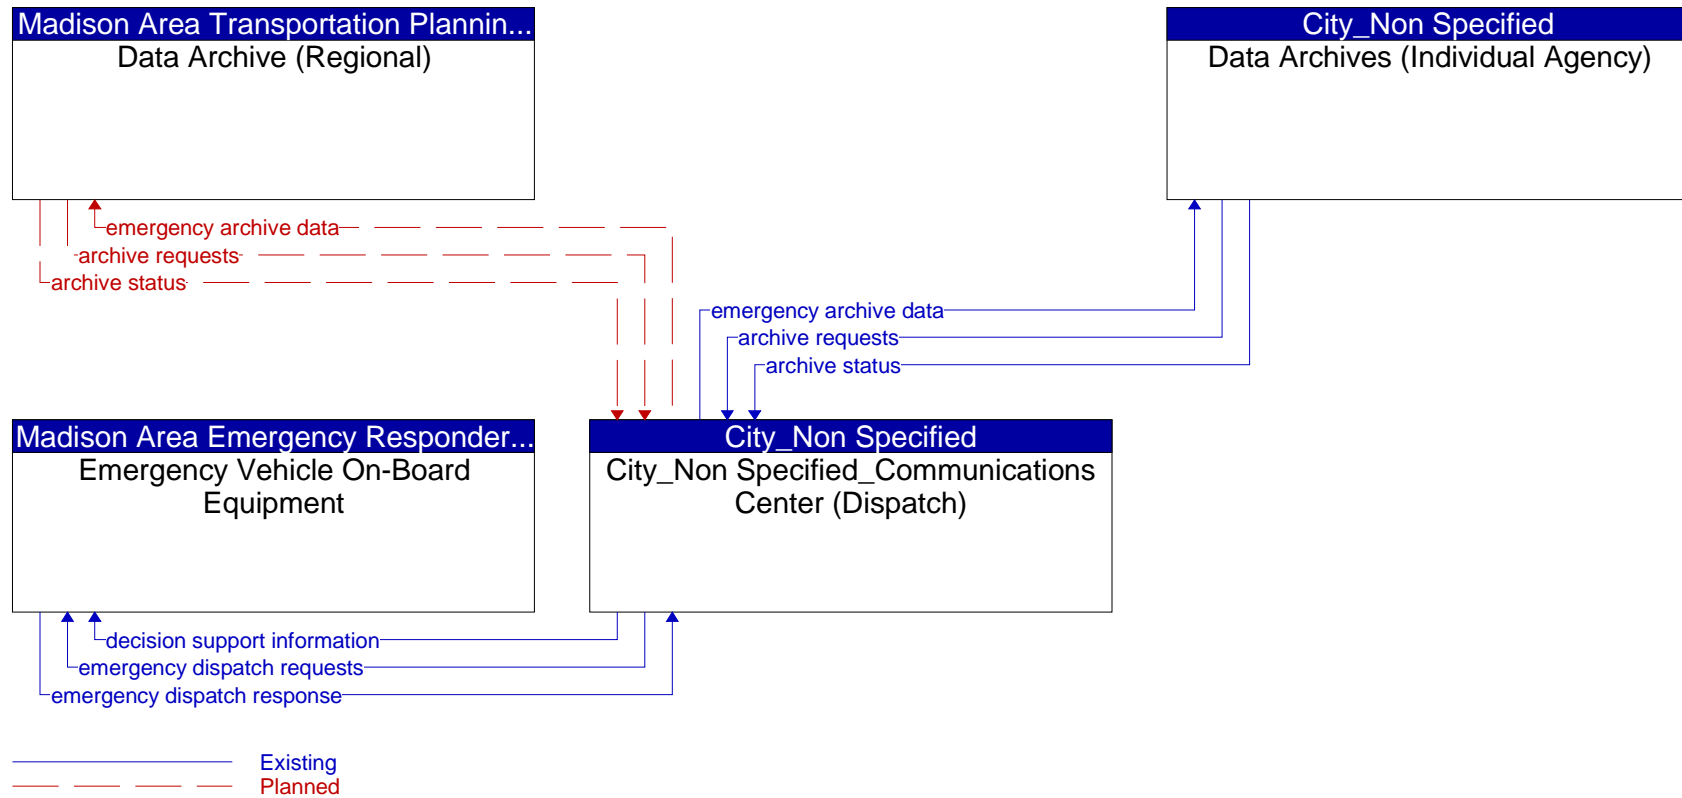 Madison Area Transportation Plannin...
Data Archive (Regional)
City_Non Specified
Data Archives (Individual Agency)
emergency archive data
archive requests
archive status
emergency archive data
archive requests
archive status
Madison Area Emergency Responder...
Emergency Vehicle On-Board
Equipment
City_Non Specified
City_Non Specified_Communications
Center (Dispatch)
decision support information
emergency dispatch requests
emergency dispatch response
Existing
Planned